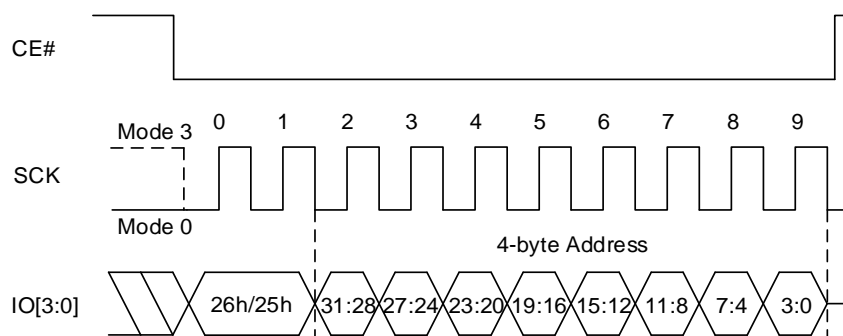 CE#
Mode 3
0 1 2 3 4 5 6 7 8 9
SCK
Mode 0
4-byte Address
IO[3:0]
26h/25h 31:28 27:24 23:20 19:16 15:12 11:8 7:4 3:0